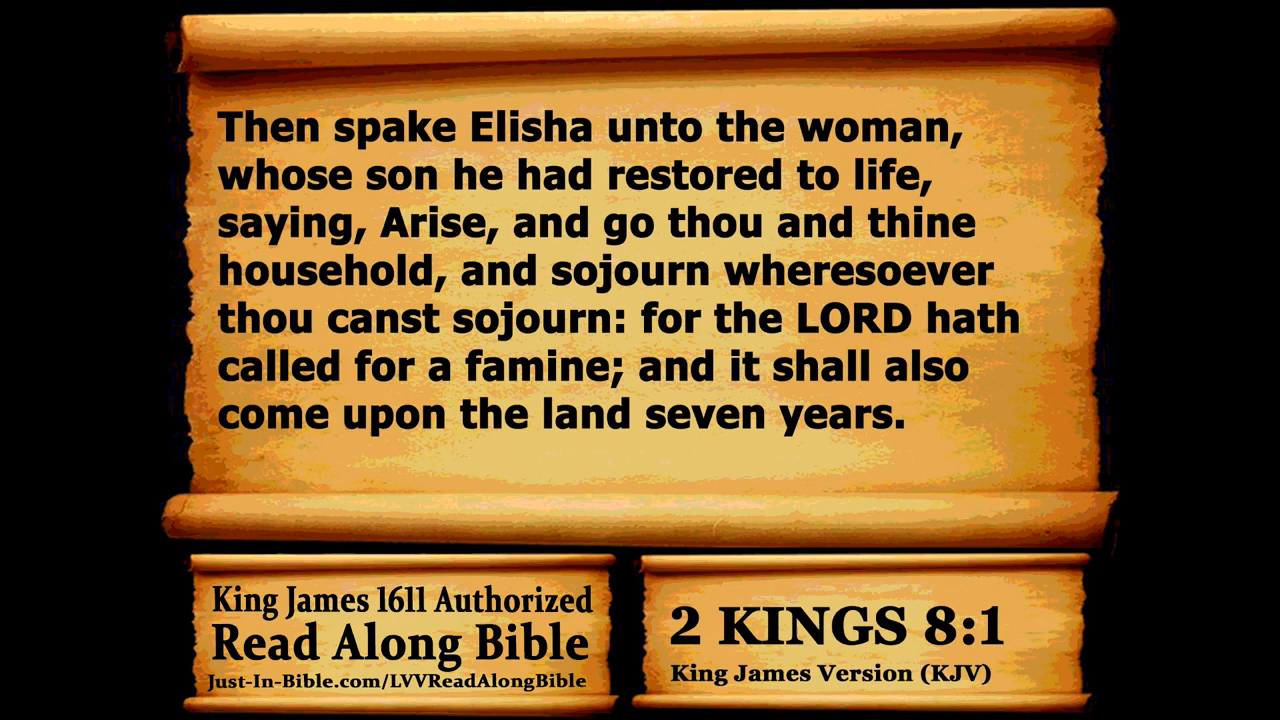 Then spake Elisha unto the woman,
whose son he had restored to life,
saying, Arise, and go thou and thine
household, and sojourn wheresoever
thou canst sojourn: for the LORD hath
called for a famine; and it shall also
come upon the land seven years.
King James 1611 Authorized
Read Along Bible
Just-In-Bible.com/LVVReadAlongBible
2 KINGS 8:1
King James Version (KJV)